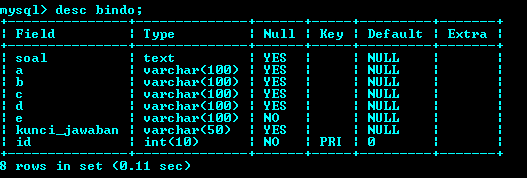 mysql> desc bindo;
+---------------+--------------+------+-----+---------+-------+
| Field         | Type         | Null | Key | Default | Extra |
+---------------+--------------+------+-----+---------+-------+
| soal          | text         | YES  |     | NULL    |       |
| a             | varchar(100) | YES  |     | NULL    |       |
| b             | varchar(100) | YES  |     | NULL    |       |
| c             | varchar(100) | YES  |     | NULL    |       |
| d             | varchar(100) | YES  |     | NULL    |       |
| e             | varchar(100) | NO   |     | NULL    |       |
| kunci_jawaban | varchar(50)  | YES  |     | NULL    |       |
| id            | int(10)      | NO   | PRI | 0       |       |
+---------------+--------------+------+-----+---------+-------+
8 rows in set (0.11 sec)